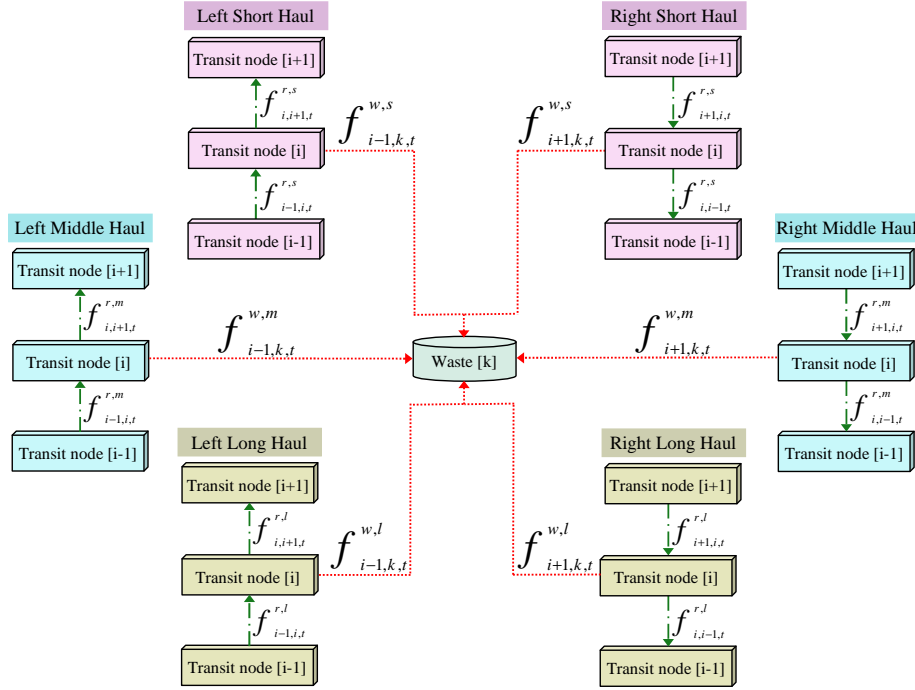 Left Short Haul
Transit node [i+1]
f^{r,s}_{i,i+1,t}
Transit node [i]
f^{r,s}_{i-1,i,t}
Transit node [i-1]
f^{w,s}_{i-1,k,t}
Right Short Haul
Transit node [i+1]
f^{r,s}_{i+1,i,t}
Transit node [i]
f^{r,s}_{i,i-1,t}
Transit node [i-1]
f^{w,s}_{i+1,k,t}
Left Middle Haul
Transit node [i+1]
f^{r,m}_{i,i+1,t}
Transit node [i]
f^{r,m}_{i-1,i,t}
Transit node [i-1]
f^{w,m}_{i-1,k,t}
Waste [k]
f^{w,m}_{i+1,k,t}
Right Middle Haul
Transit node [i+1]
f^{r,m}_{i+1,i,t}
Transit node [i]
f^{r,m}_{i,i-1,t}
Transit node [i-1]
Left Long Haul
Transit node [i+1]
f^{r,l}_{i,i+1,t}
Transit node [i]
f^{r,l}_{i-1,i,t}
Transit node [i-1]
f^{w,l}_{i-1,k,t}
Right Long Haul
Transit node [i+1]
f^{r,l}_{i+1,i,t}
Transit node [i]
f^{r,l}_{i,i-1,t}
Transit node [i-1]
f^{w,l}_{i+1,k,t}